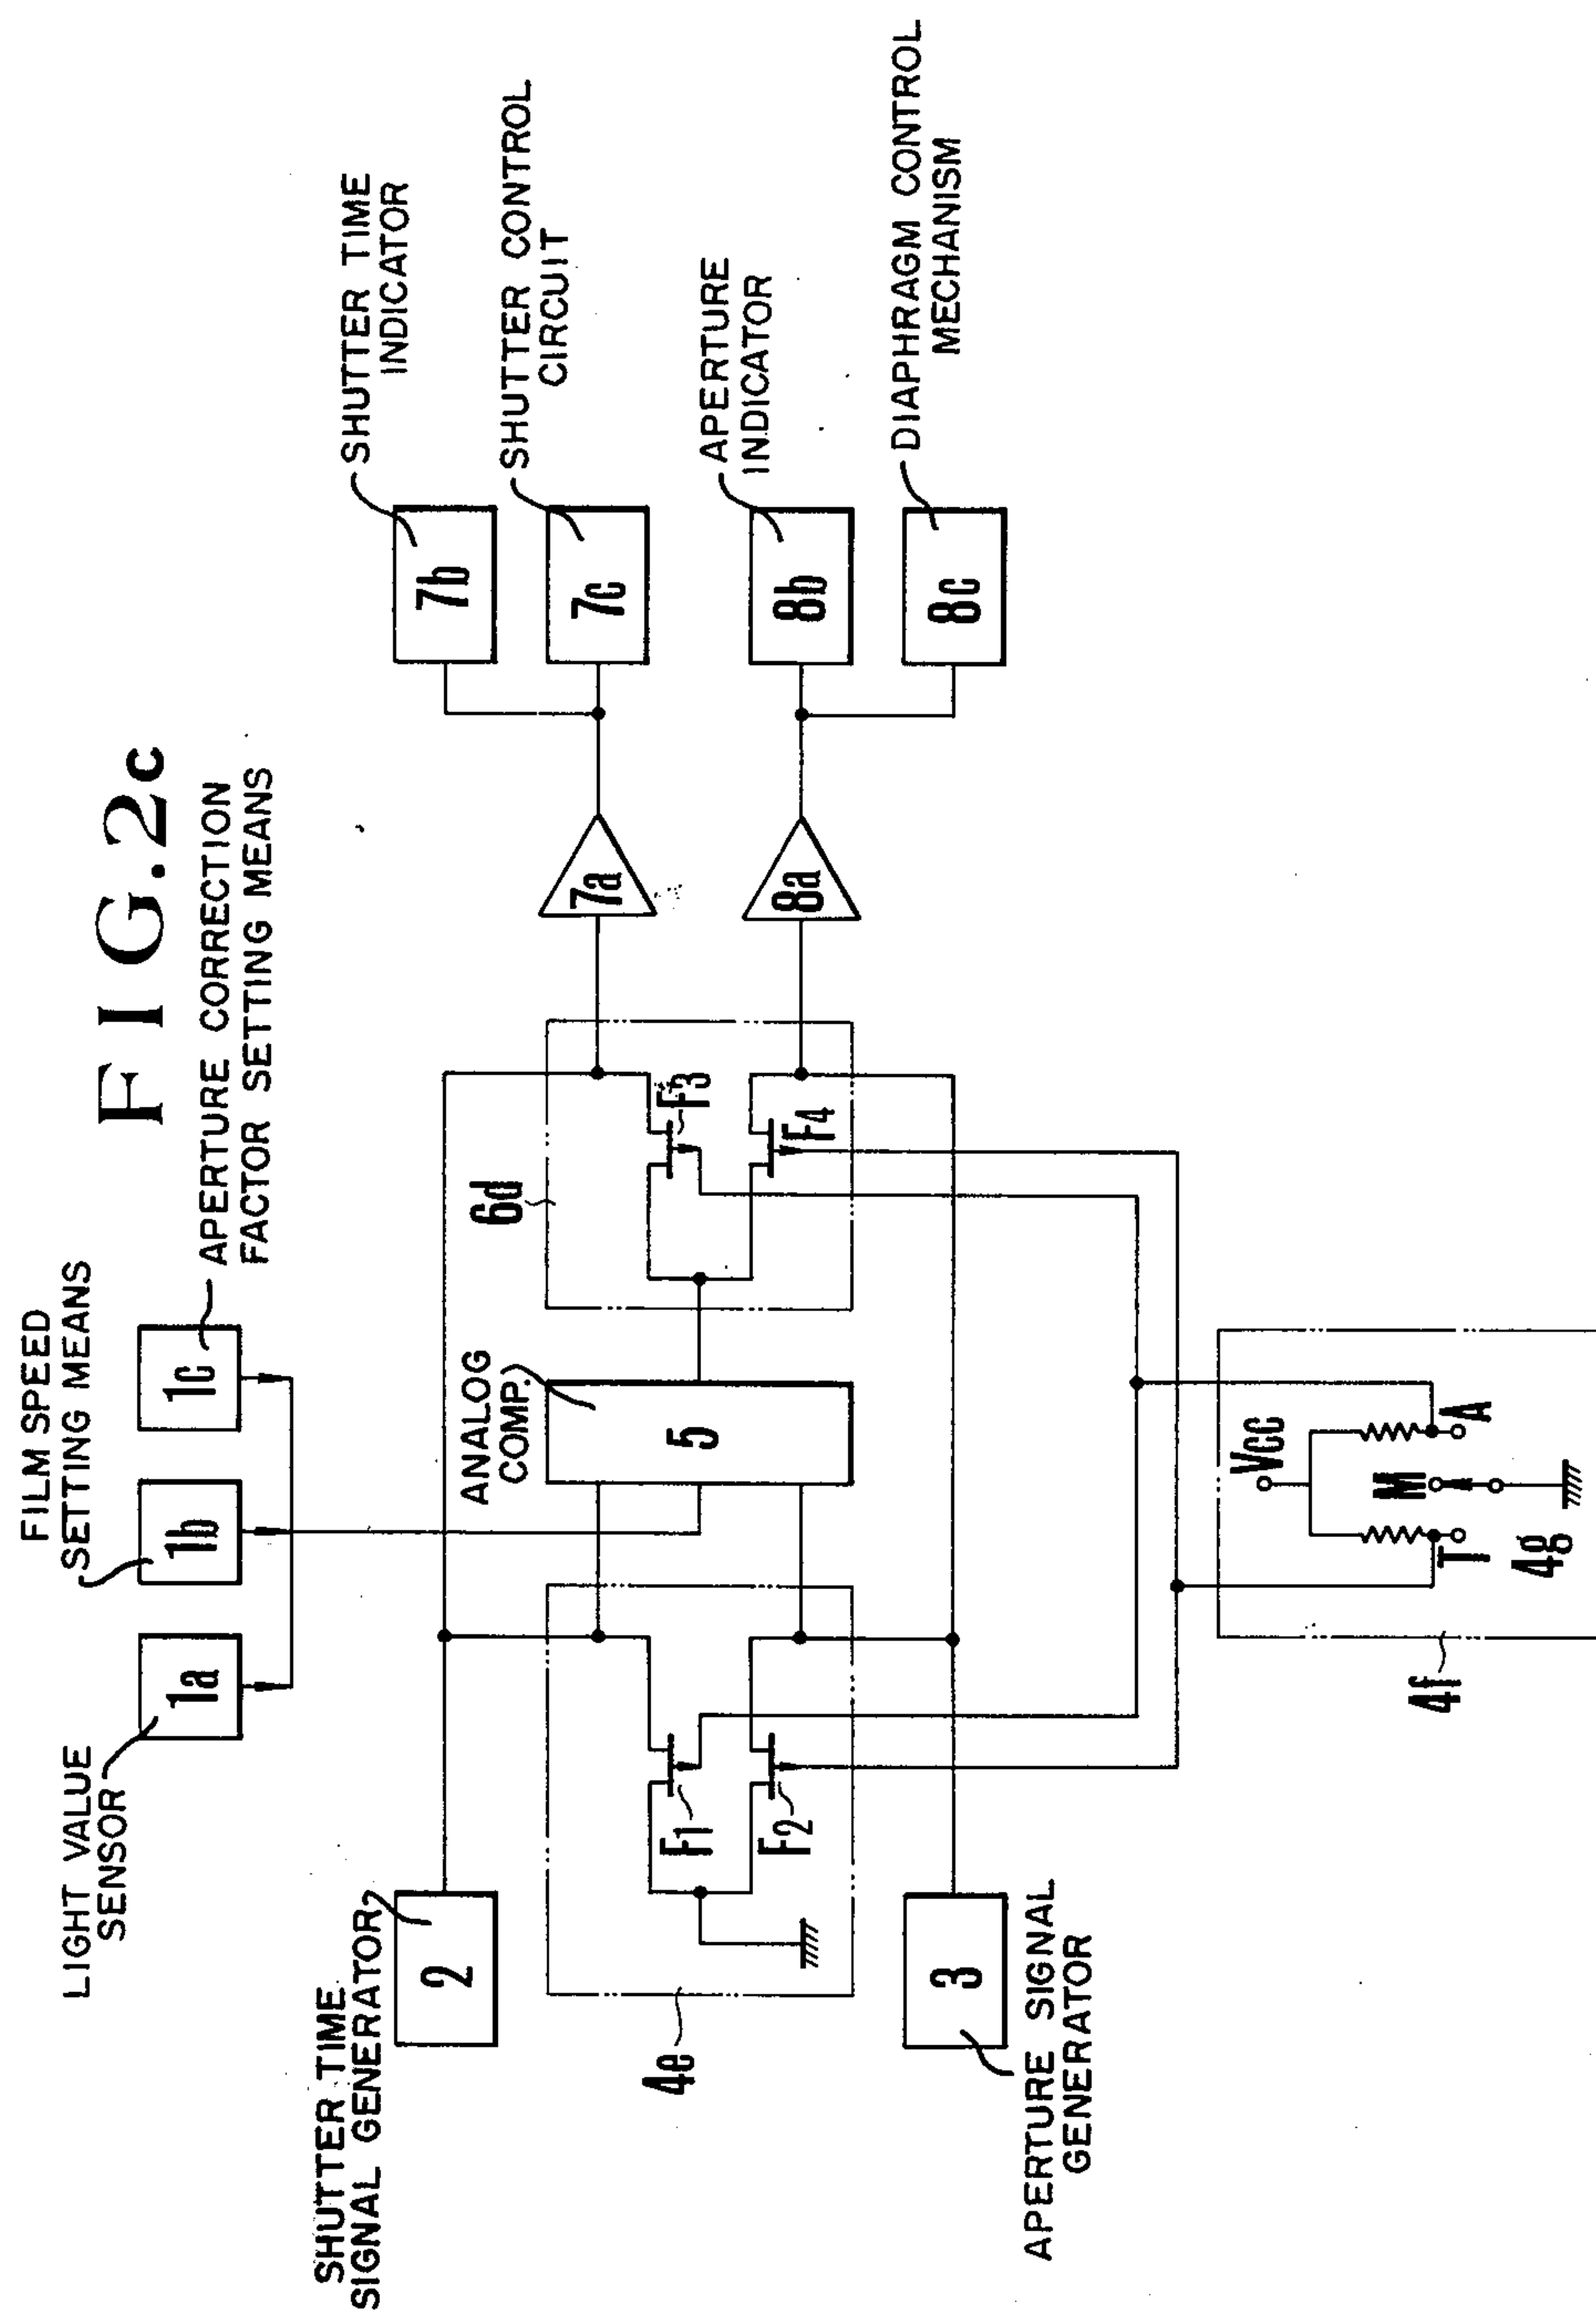 FIG.2c
FILM SPEED
SETTING MEANS
LIGHT VALUE
SENSOR
1a
1b
1c
APERTURE CORRECTION
FACTOR SETTING MEANS
SHUTTER TIME
SIGNAL GENERATOR
2
ANALOG
COMP.
5
6d
F3
F4
7a
7b
SHUTTER TIME
INDICATOR
7c
SHUTTER CONTROL
CIRCUIT
4e
F1
F2
8a
8b
APERTURE
INDICATOR
8c
DIAPHRAGM CONTROL
MECHANISM
3
APERTURE SIGNAL
GENERATOR
Vcc
T
M
A
4g
4f